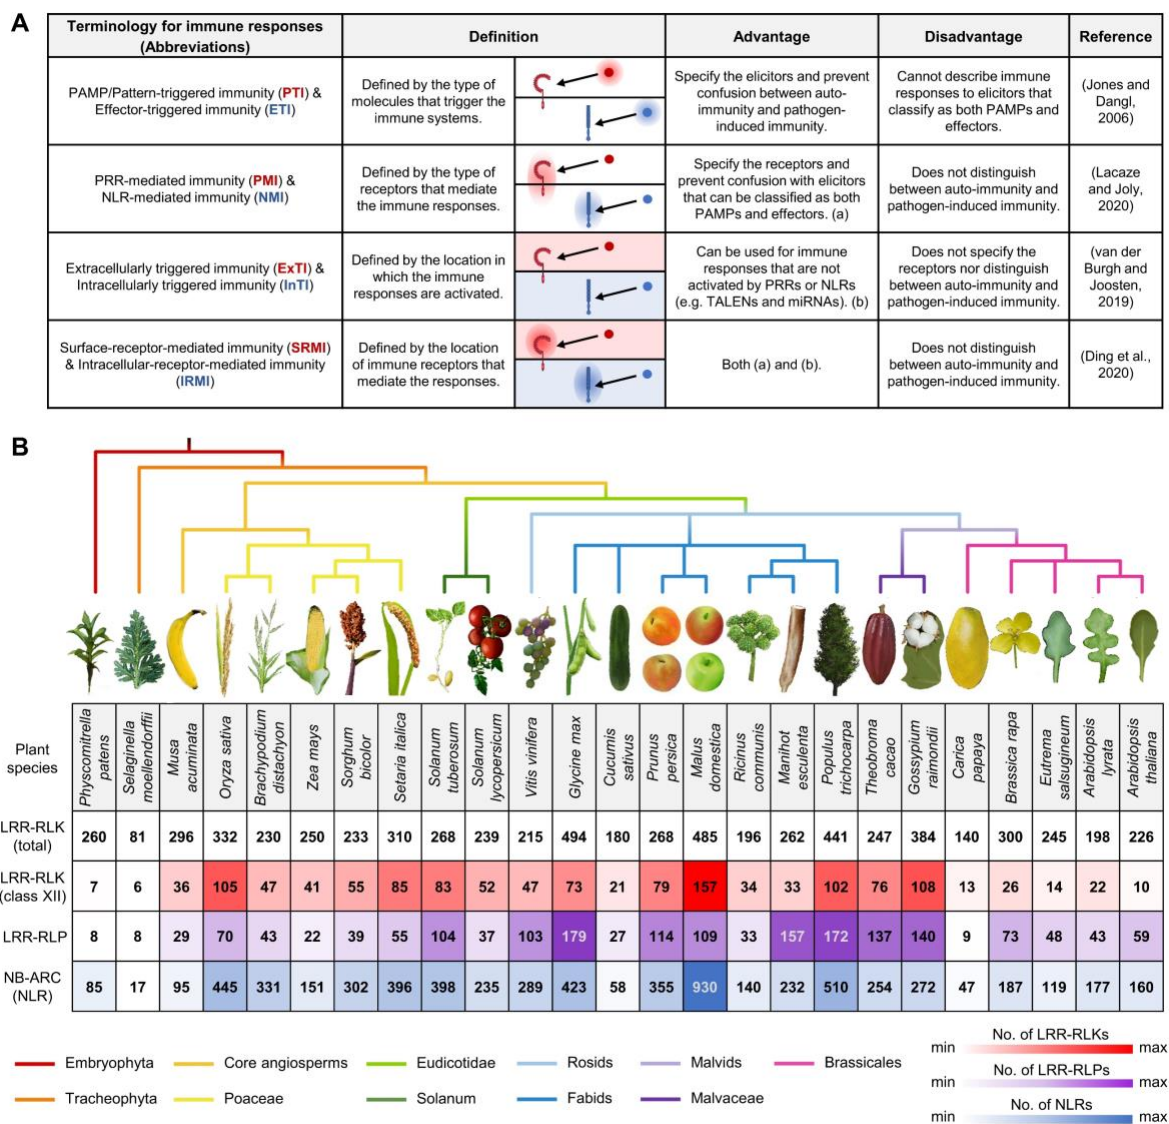 A
Terminology for immune responses
(Abbreviations)
Definition
Advantage
Disadvantage
Reference
PAMP/Pattern-triggered immunity (PTI) &
Effector-triggered immunity (ETI)
Defined by the type of
molecules that trigger the
immune systems.
Specify the elicitors and prevent
confusion between auto-
immunity and pathogen-
induced immunity.
Cannot describe immune
responses to elicitors that
classify as both PAMPs and
effectors.
(Jones and
Dangl,
2006)
PRR-mediated immunity (PMI) &
NLR-mediated immunity (NMI)
Defined by the type of
receptors that mediate
the immune responses.
Specify the receptors and
prevent confusion with elicitors
that can be classified as both
PAMPs and effectors. (a)
Does not distinguish
between auto-immunity and
pathogen-induced immunity.
(Lacaze
and Joly,
2020)
Extracellularly triggered immunity (ExTI) &
Intracellularly triggered immunity (InTI)
Defined by the location in
which the immune
responses are activated.
Can be used for immune
responses that are not
activated by PRRs or NLRs
(e.g. TALENs and miRNAs). (b)
Does not specify the
receptors nor distinguish
between auto-immunity and
pathogen-induced immunity.
(van der
Burgh and
Joosten,
2019)
Surface-receptor-mediated immunity (SRMI)
& Intracellular-receptor-mediated immunity
(IRMI)
Defined by the location
of immune receptors that
mediate the responses.
Both (a) and (b).
Does not distinguish
between auto-immunity and
pathogen-induced immunity.
(Ding et al.,
2020)
B
Plant
species
Physcomitrella
patens
Selaginella
moellendorffii
Musa
acuminata
Oryza sativa
Brachypodium
distachyon
Zea mays
Sorghum
bicolor
Setaria italica
Solanum
tuberosum
Solanum
lycopersicum
Vitis vinifera
Glycine max
Cucumis
sativus
Prunus
persica
Malus
domestica
Ricinus
communis
Manihot
esculenta
Populus
trichocarpa
Theobroma
cacao
Gossypium
raimondii
Carica
papaya
Brassica rapa
Eutrema
salsugineum
Arabidopsis
lyrata
Arabidopsis
thaliana
LRR-RLK
(total)
260 81 296 332 230 250 233 310 268 239 215 494 180 268 485 196 262 441 247 384 140 300 245 198 226
LRR-RLK
(class XII)
7 6 36 105 47 41 55 85 83 52 47 73 21 79 157 34 33 102 76 108 13 26 14 22 10
LRR-RLP
8 8 29 70 43 22 39 55 104 37 103 179 27 114 109 33 157 172 137 140 9 73 48 43 59
NB-ARC
(NLR)
85 17 95 445 331 151 302 396 398 235 289 423 58 355 930 140 232 510 254 272 47 187 119 177 160
Embryophyta
Core angiosperms
Eudicotidae
Rosids
Malvids
Brassicales
Tracheophyta
Poaceae
Solanum
Fabids
Malvaceae
No. of LRR-RLKs
min max
No. of LRR-RLPs
min max
No. of NLRs
min max